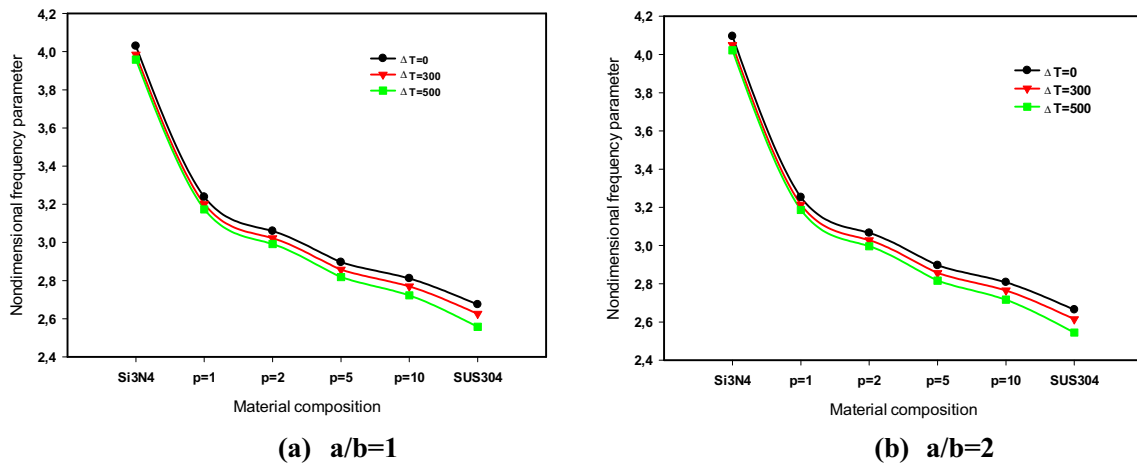 4,2
4,0
3,8
3,6
3,4
3,2
3,0
2,8
2,6
2,4
Nondimensional frequency parameter
ΔT=0
ΔT=300
ΔT=500
Si3N4 p=1 p=2 p=5 p=10 SUS304
Material composition
(a) a/b=1
4,2
4,0
3,8
3,6
3,4
3,2
3,0
2,8
2,6
2,4
Nondimensional frequency parameter
ΔT=0
ΔT=300
ΔT=500
Si3N4 p=1 p=2 p=5 p=10 SUS304
Material composition
(b) a/b=2